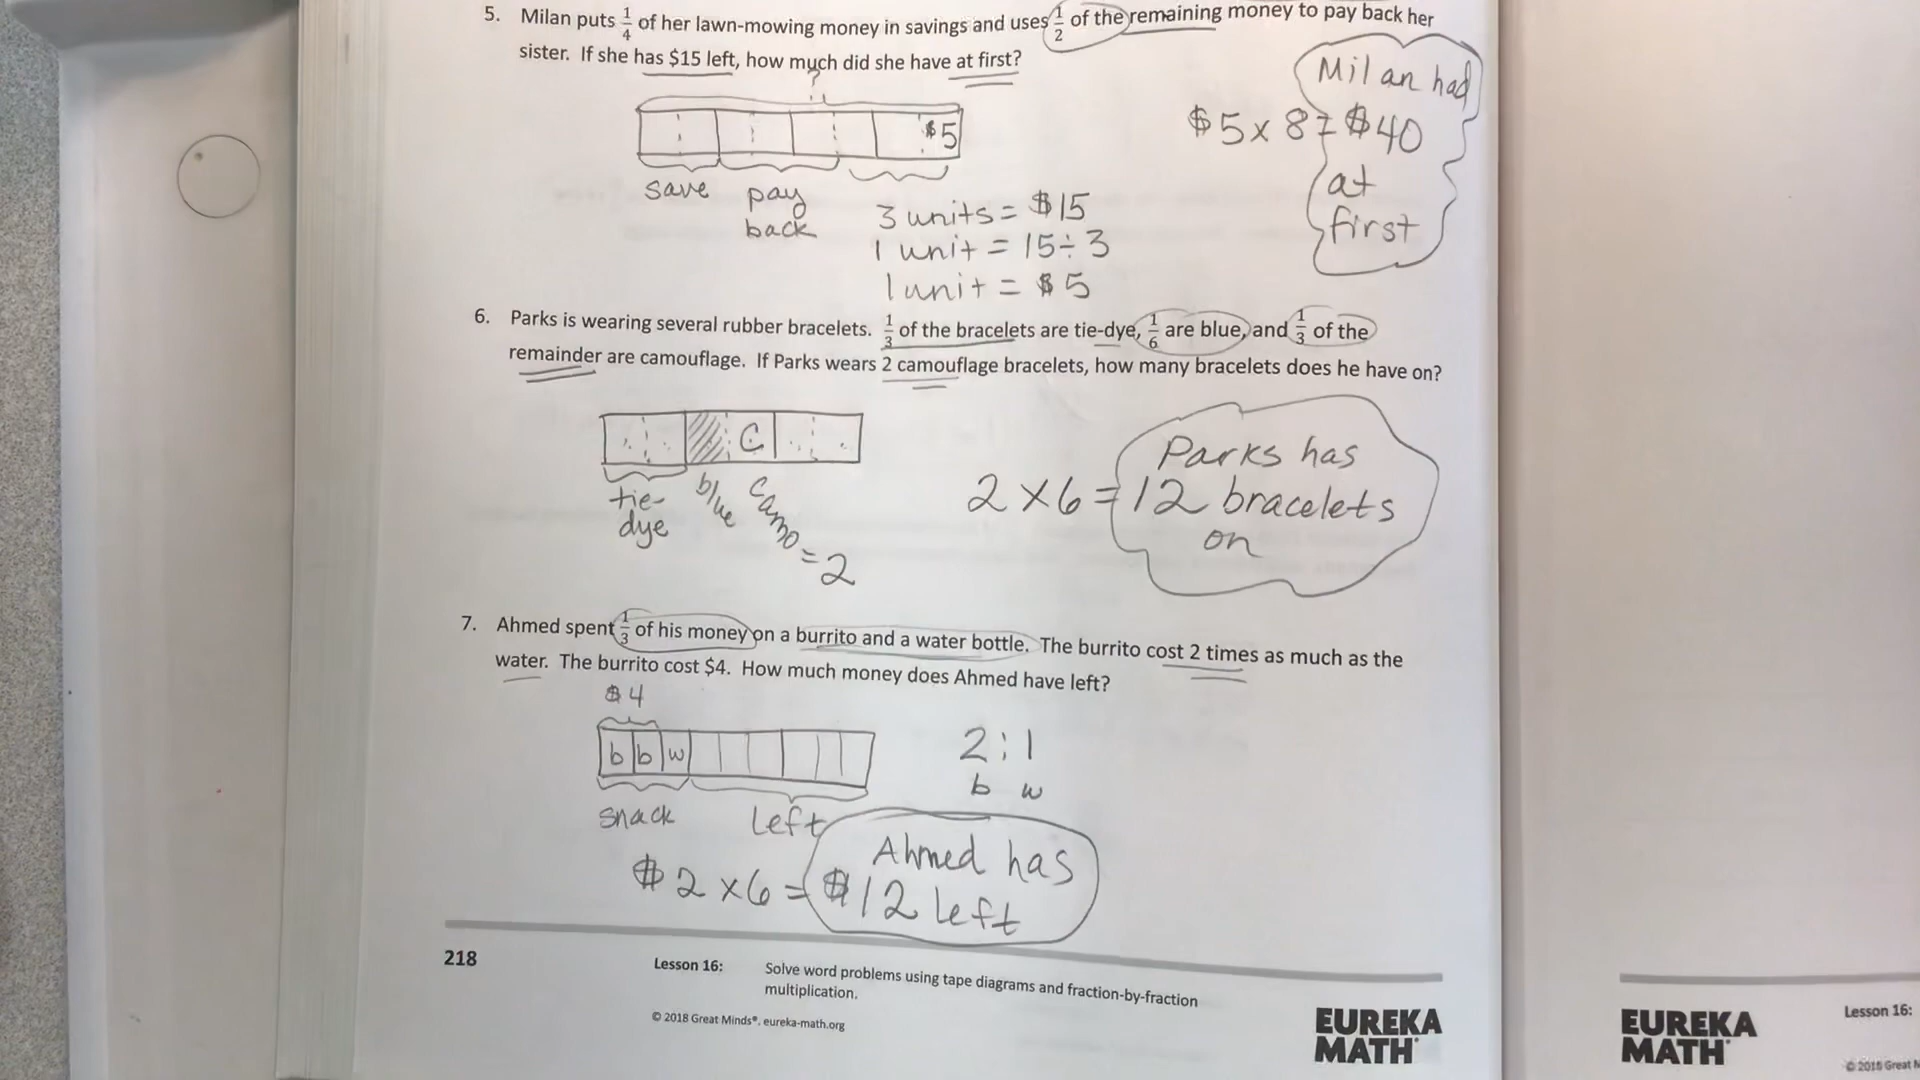 5. Milan puts 1/4 of her lawn-mowing money in savings and uses 1/2 of the remaining money to pay back her
sister. If she has $15 left, how much did she have at first?
?
$5
save
pay
back
3 units = $15
1 unit = 15÷3
1 unit = $5
Milan had
$5 x 8 = $40
at
first
6. Parks is wearing several rubber bracelets. 1/3 of the bracelets are tie-dye, 1/6 are blue, and 1/3 of the
remainder are camouflage. If Parks wears 2 camouflage bracelets, how many bracelets does he have on?
C
tie-
dye
blue
camo = 2
Parks has
2 x 6 = 12 bracelets
on
7. Ahmed spent 1/3 of his money on a burrito and a water bottle. The burrito cost 2 times as much as the
water. The burrito cost $4. How much money does Ahmed have left?
$4
b b w
2 : 1
b w
snack left
Ahmed has
$2 x 6 = $12 left
218
Lesson 16: Solve word problems using tape diagrams and fraction-by-fraction
multiplication.
© 2018 Great Minds®. eureka-math.org
EUREKA
MATH
Lesson 16:
EUREKA
MATH
© 2018 Great